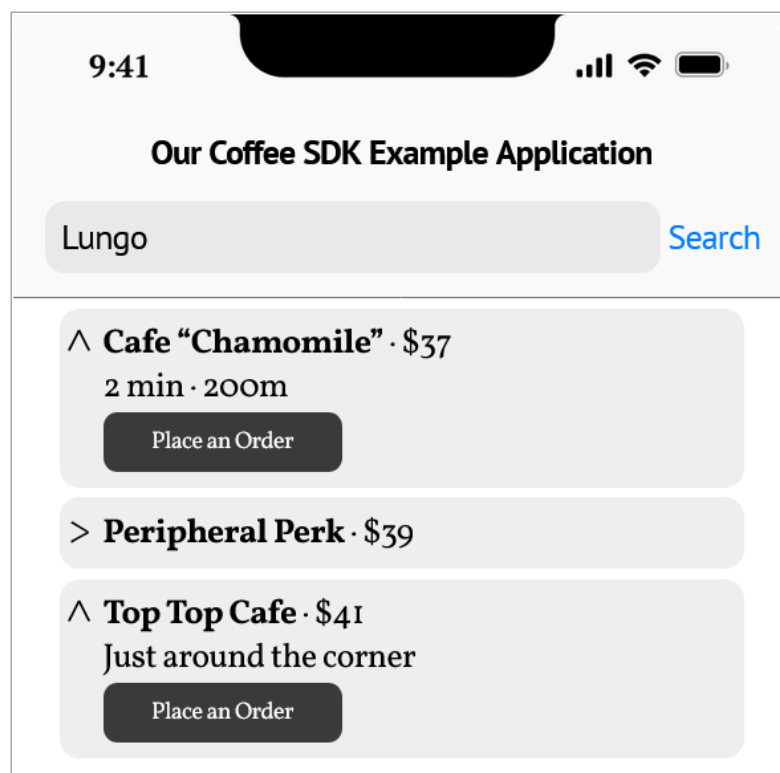 9:41
Our Coffee SDK Example Application
Lungo Search
^ Cafe “Chamomile” · $37
2 min · 200m
Place an Order
> Peripheral Perk · $39
^ Top Top Cafe · $41
Just around the corner
Place an Order